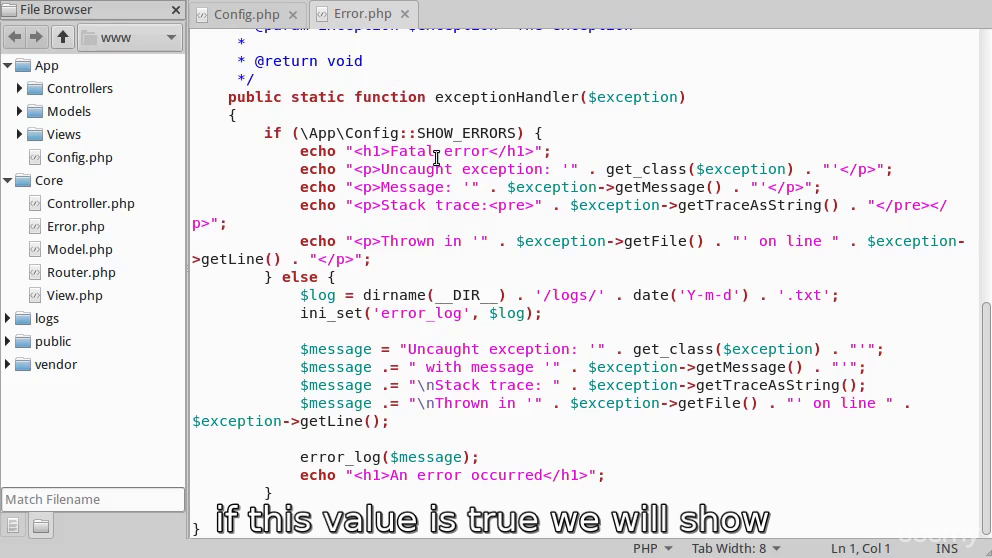 File Browser
Config.php
Error.php
www
App
Controllers
Models
Views
Config.php
Core
Controller.php
Error.php
Model.php
Router.php
View.php
logs
public
vendor
Match Filename
* @param Exception $exception The exception
*
* @return void
*/
public static function exceptionHandler($exception)
{
if (\App\Config::SHOW_ERRORS) {
echo "<h1>Fatal error</h1>";
echo "<p>Uncaught exception: '" . get_class($exception) . "'</p>";
echo "<p>Message: '" . $exception->getMessage() . "'</p>";
echo "<p>Stack trace:<pre>" . $exception->getTraceAsString() . "</pre></
p>";
echo "<p>Thrown in '" . $exception->getFile() . "' on line " . $exception-
>getLine() . "</p>";
} else {
$log = dirname(__DIR__) . '/logs/' . date('Y-m-d') . '.txt';
ini_set('error_log', $log);
$message = "Uncaught exception: '" . get_class($exception) . "'";
$message .= " with message '" . $exception->getMessage() . "'";
$message .= "\nStack trace: " . $exception->getTraceAsString();
$message .= "\nThrown in '" . $exception->getFile() . "' on line " .
$exception->getLine();
error_log($message);
echo "<h1>An error occurred</h1>";
}
}
if this value is true we will show
PHP
Tab Width: 8
Ln 1, Col 1
INS